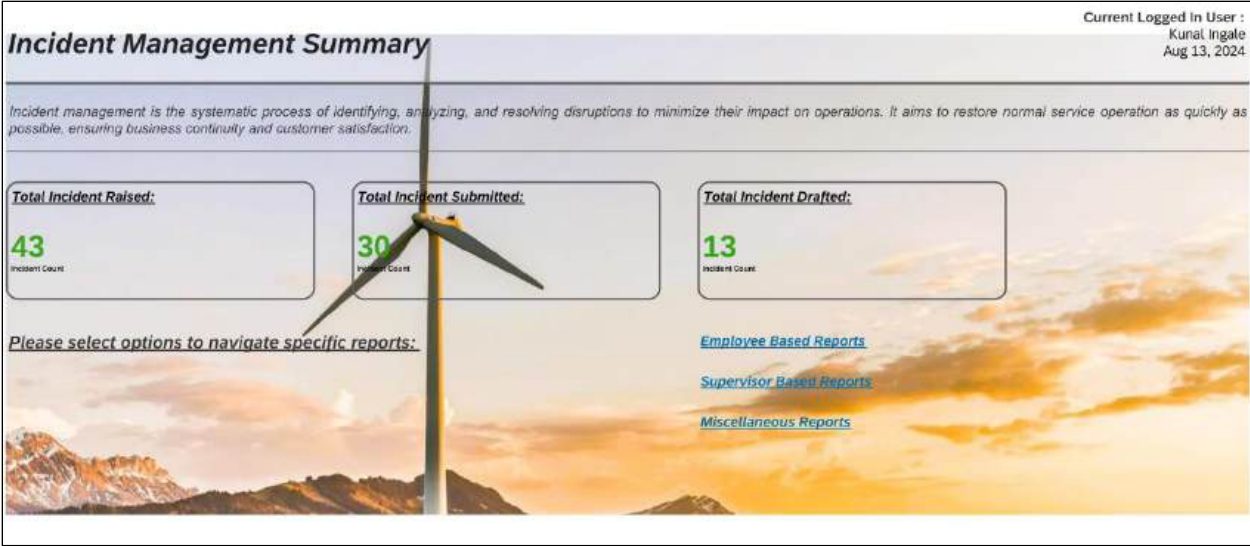 Current Logged In User :
Incident Management Summary
Kunal Ingale
Aug 13, 2024
Incident management is the systematic process of identifying, analyzing, and resolving disruptions to minimize their impact on operations. It aims to restore normal service operation as quickly as
possible, ensuring business continuity and customer satisfaction.
Total Incident Raised:
43
Incident Count
Total Incident Submitted:
30
Incident Count
Total Incident Drafted:
13
Incident Count
Please select options to navigate specific reports:
Employee Based Reports
Supervisor Based Reports
Miscellaneous Reports